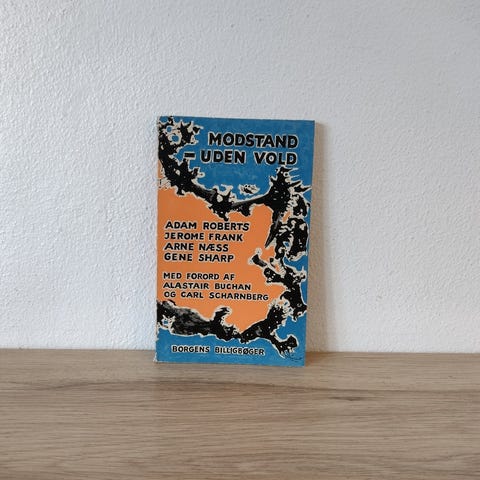 MODSTAND
– UDEN VOLD
ADAM ROBERTS
JEROME FRANK
ARNE NÆSS
GENE SHARP
MED FORORD AF
ALASTAIR BUCHAN
OG CARL SCHARNBERG
BORGENS BILLIGBØGER